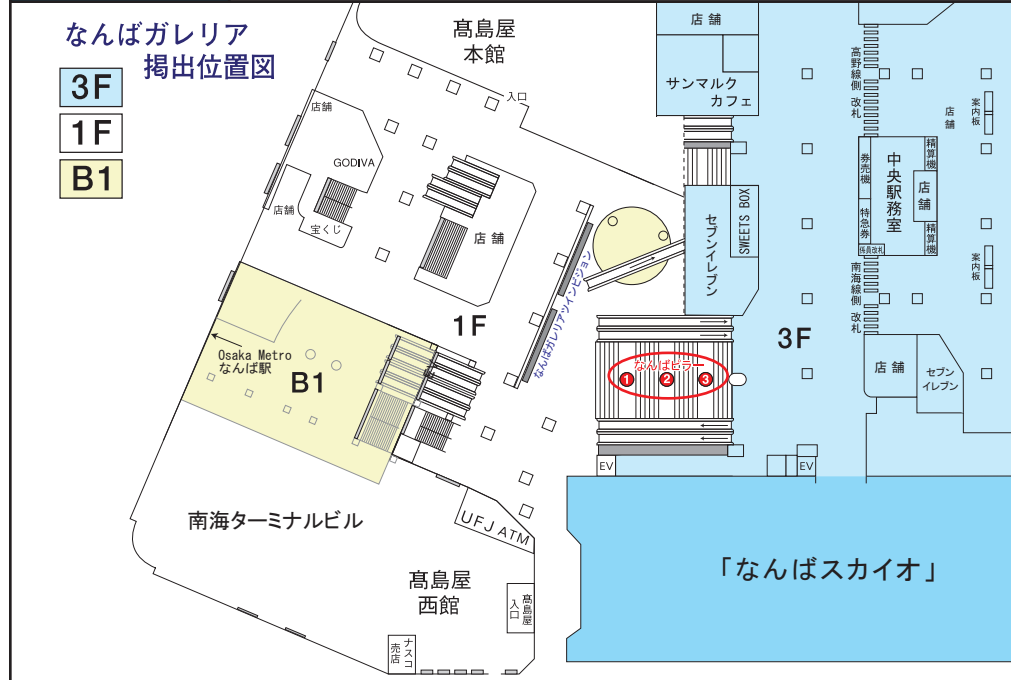 なんばガレリア
掲出位置図
3F
1F
B1
髙島屋
本館
入口
店舗
サンマルク
カフェ
高野線側 改札
店舗
案内板
店舗
GODIVA
店舗
宝くじ
店舗
券売機
特急券
係員改札
中央駅務室
精算機
店舗
精算機
セブンイレブン
SWEETS BOX
なんばガレリアツインビジョン
南海線側 改札
案内板
1F
3F
Osaka Metro
なんば駅
B1
なんばピラー
1
2
3
店舗
セブン
イレブン
EV
EV
UFJ ATM
南海ターミナルビル
「なんばスカイオ」
髙島屋
西館
髙島屋
入口
ナスコ
売店